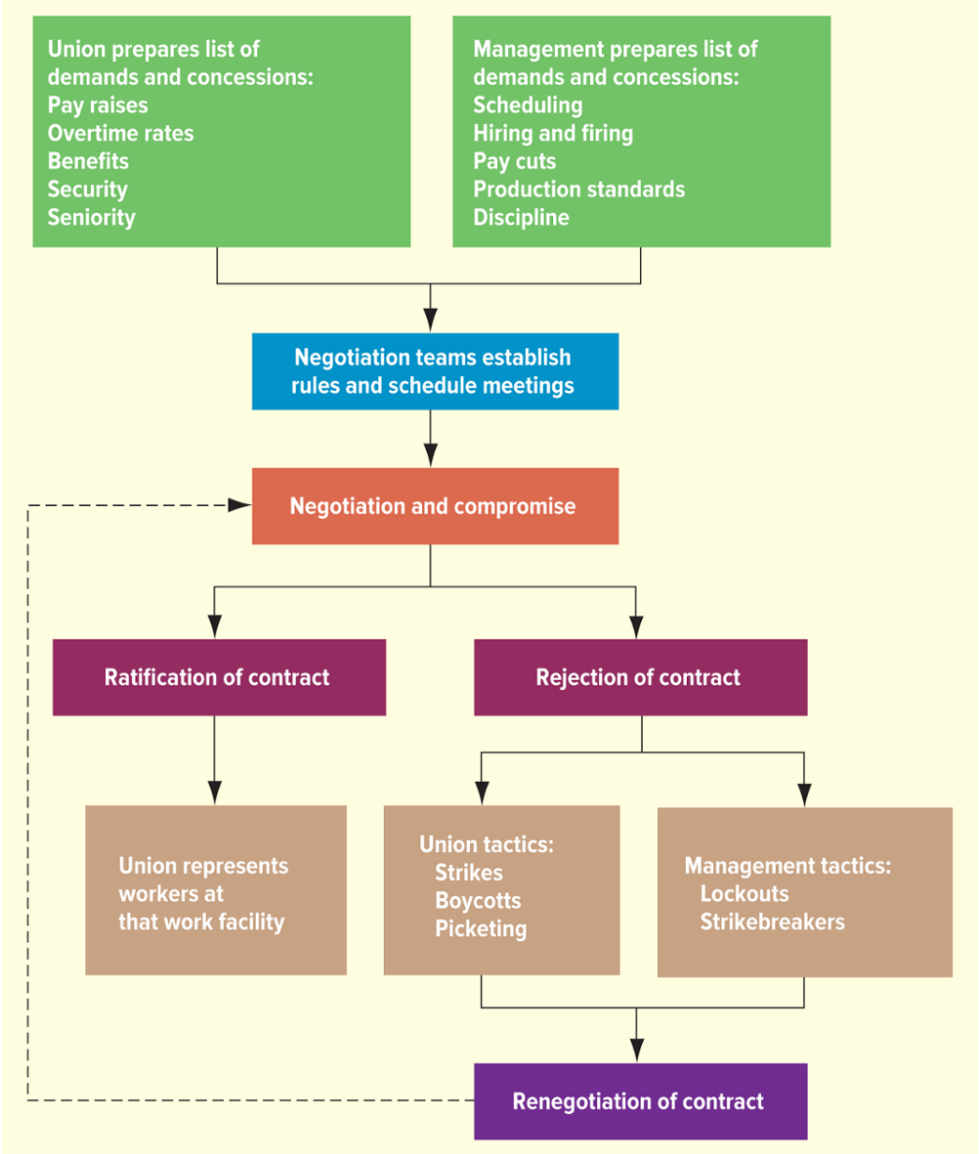 Union prepares list of
demands and concessions:
Pay raises
Overtime rates
Benefits
Security
Seniority
Management prepares list of
demands and concessions:
Scheduling
Hiring and firing
Pay cuts
Production standards
Discipline
Negotiation teams establish
rules and schedule meetings
Negotiation and compromise
Ratification of contract
Rejection of contract
Union represents
workers at
that work facility
Union tactics:
Strikes
Boycotts
Picketing
Management tactics:
Lockouts
Strikebreakers
Renegotiation of contract